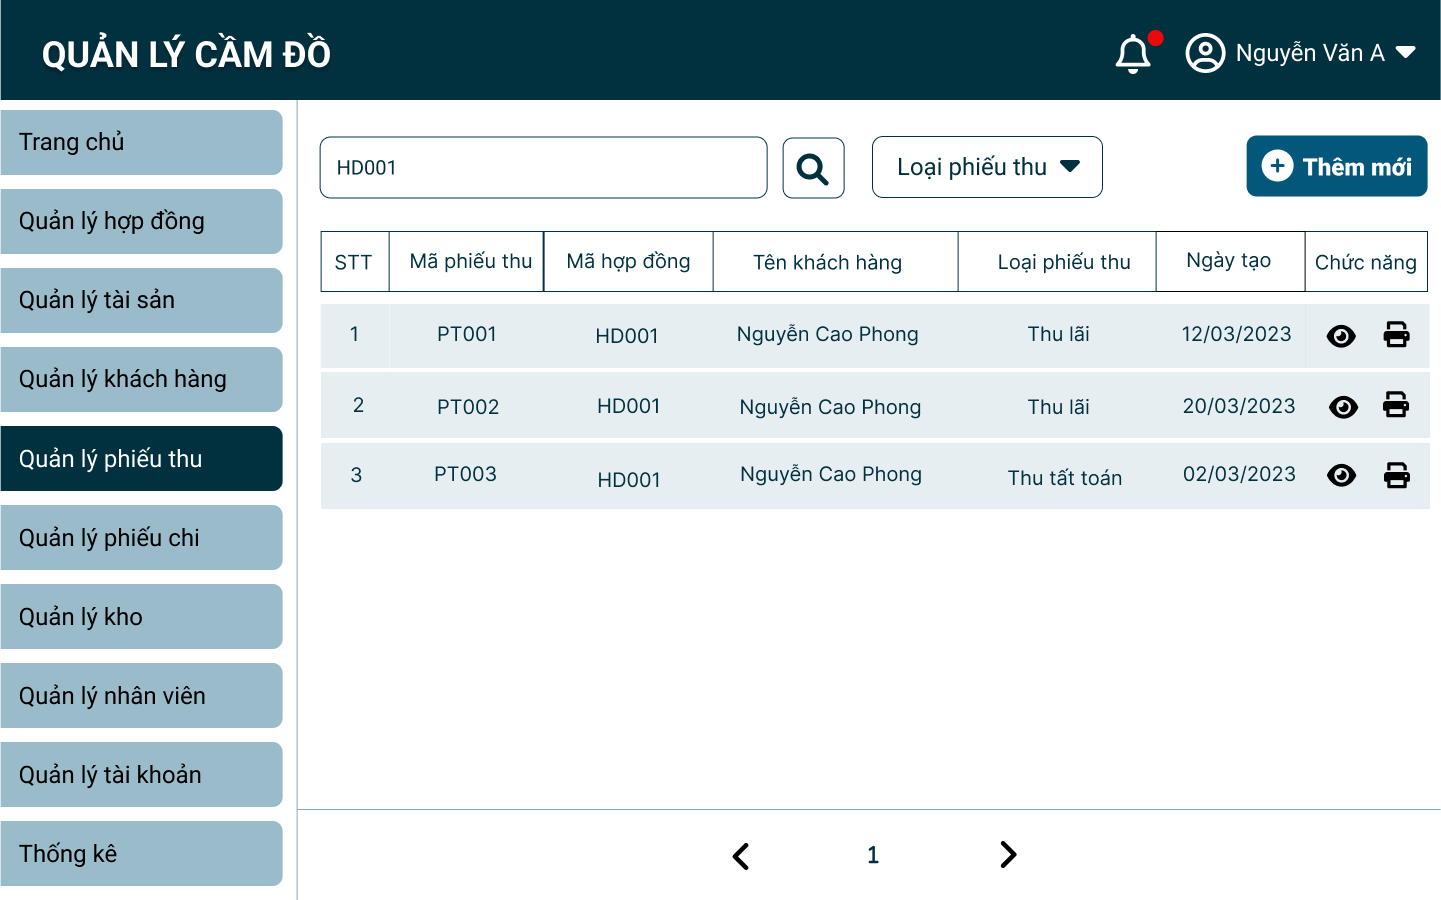 QUẢN LÝ CẦM ĐỒ
Nguyễn Văn A
Trang chủ
Quản lý hợp đồng
Quản lý tài sản
Quản lý khách hàng
Quản lý phiếu thu
Quản lý phiếu chi
Quản lý kho
Quản lý nhân viên
Quản lý tài khoản
Thống kê
HD001
Loại phiếu thu
Thêm mới
STT Mã phiếu thu Mã hợp đồng Tên khách hàng Loại phiếu thu Ngày tạo Chức năng
1 PT001 HD001 Nguyễn Cao Phong Thu lãi 12/03/2023
2 PT002 HD001 Nguyễn Cao Phong Thu lãi 20/03/2023
3 PT003 HD001 Nguyễn Cao Phong Thu tất toán 02/03/2023
1